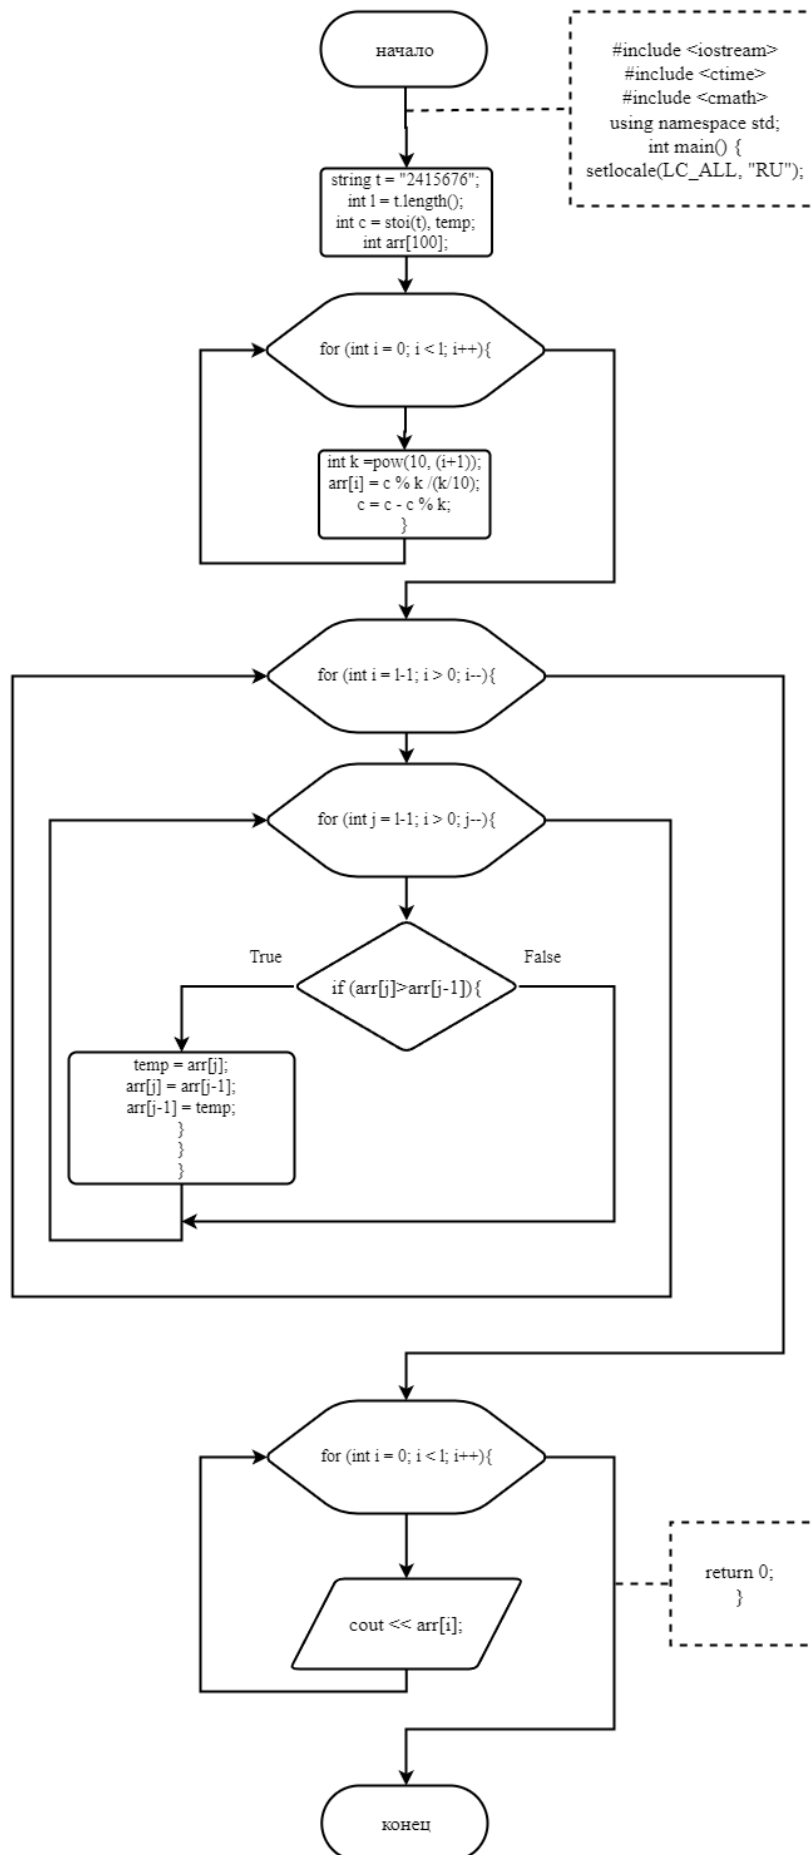 начало
#include <iostream>
#include <ctime>
#include <cmath>
using namespace std;
int main() {
setlocale(LC_ALL, "RU");
string t = "2415676";
int l = t.length();
int c = stoi(t), temp;
int arr[100];
for (int i = 0; i < l; i++){
int k =pow(10, (i+1));
arr[i] = c % k /(k/10);
c = c - c % k;
}
for (int i = l-1; i > 0; i--){
for (int j = l-1; i > 0; j--){
True
False
if (arr[j]>arr[j-1]){
temp = arr[j];
arr[j] = arr[j-1];
arr[j-1] = temp;
}
}
}
for (int i = 0; i < l; i++){
cout << arr[i];
return 0;
}
конец